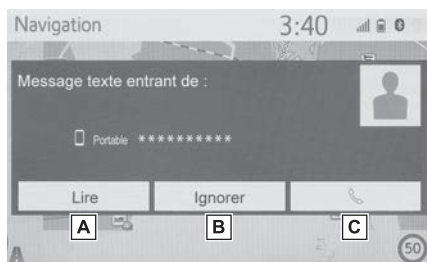 Navigation 3:40
Message texte entrant de :
Portable **********
Lire Ignorer
A B C
50